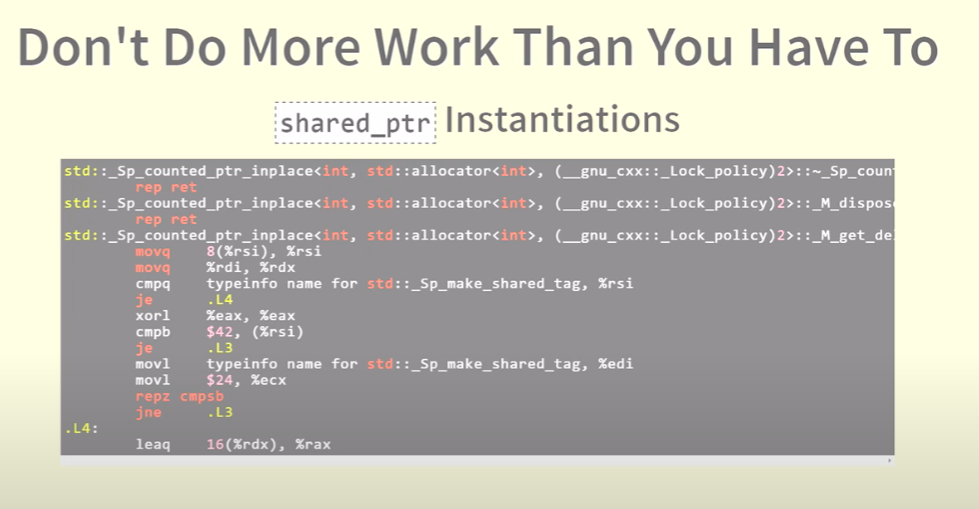 Don't Do More Work Than You Have To
shared_ptr Instantiations
std::_Sp_counted_ptr_inplace<int, std::allocator<int>, (__gnu_cxx::_Lock_policy)2>::~_Sp_coun
rep ret
std::_Sp_counted_ptr_inplace<int, std::allocator<int>, (__gnu_cxx::_Lock_policy)2>::_M_dispos
rep ret
std::_Sp_counted_ptr_inplace<int, std::allocator<int>, (__gnu_cxx::_Lock_policy)2>::_M_get_de
movq 8(%rsi), %rsi
movq %rdi, %rdx
cmpq typeinfo name for std::_Sp_make_shared_tag, %rsi
je .L4
xorl %eax, %eax
cmpb $42, (%rsi)
je .L3
movl typeinfo name for std::_Sp_make_shared_tag, %edi
movl $24, %ecx
repz cmpsb
jne .L3
.L4:
leaq 16(%rdx), %rax